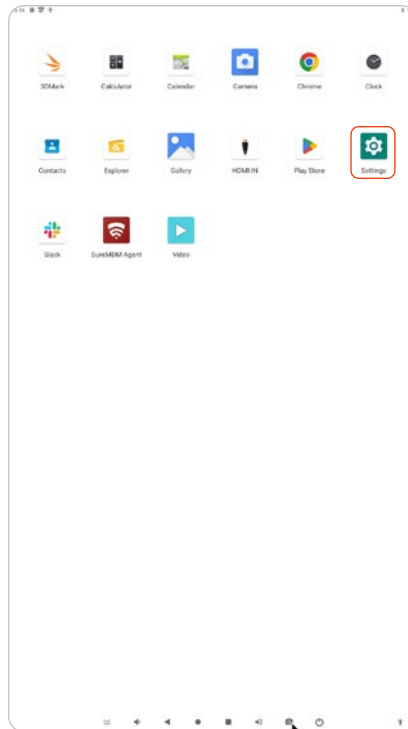 3DMark Calculator Calendar Camera Chrome Clock
Contacts Explorer Gallery HDMI IN Play Store Settings
Slack SureMDM Agent Video